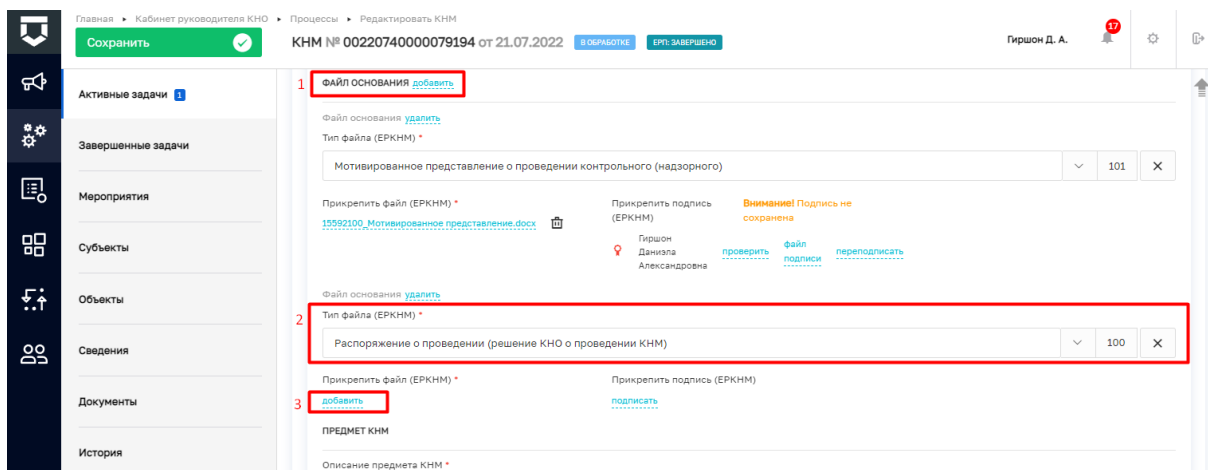 Главная ▸ Кабинет руководителя КНО ▸ Процессы ▸ Редактировать КНМ
Сохранить
КНМ № 00220740000079194 от 21.07.2022 В ОБРАБОТКЕ ЕРП: ЗАВЕРШЕНО
Гиршон Д. А.
17
Активные задачи 1
Завершенные задачи
Мероприятия
Субъекты
Объекты
Сведения
Документы
История
1 ФАЙЛ ОСНОВАНИЯ добавить
Файл основания удалить
Тип файла (ЕРКНМ) *
Мотивированное представление о проведении контрольного (надзорного) 101
Прикрепить файл (ЕРКНМ) *
15592100_Мотивированное представление.docx
Прикрепить подпись
(ЕРКНМ)
Внимание! Подпись не
сохранена
Гиршон
Даниэла
Александровна
проверить
файл
подписи
переподписать
Файл основания удалить
2 Тип файла (ЕРКНМ) *
Распоряжение о проведении (решение КНО о проведении КНМ) 100
Прикрепить файл (ЕРКНМ) *
3 добавить
Прикрепить подпись (ЕРКНМ)
подписать
ПРЕДМЕТ КНМ
Описание предмета КНМ *